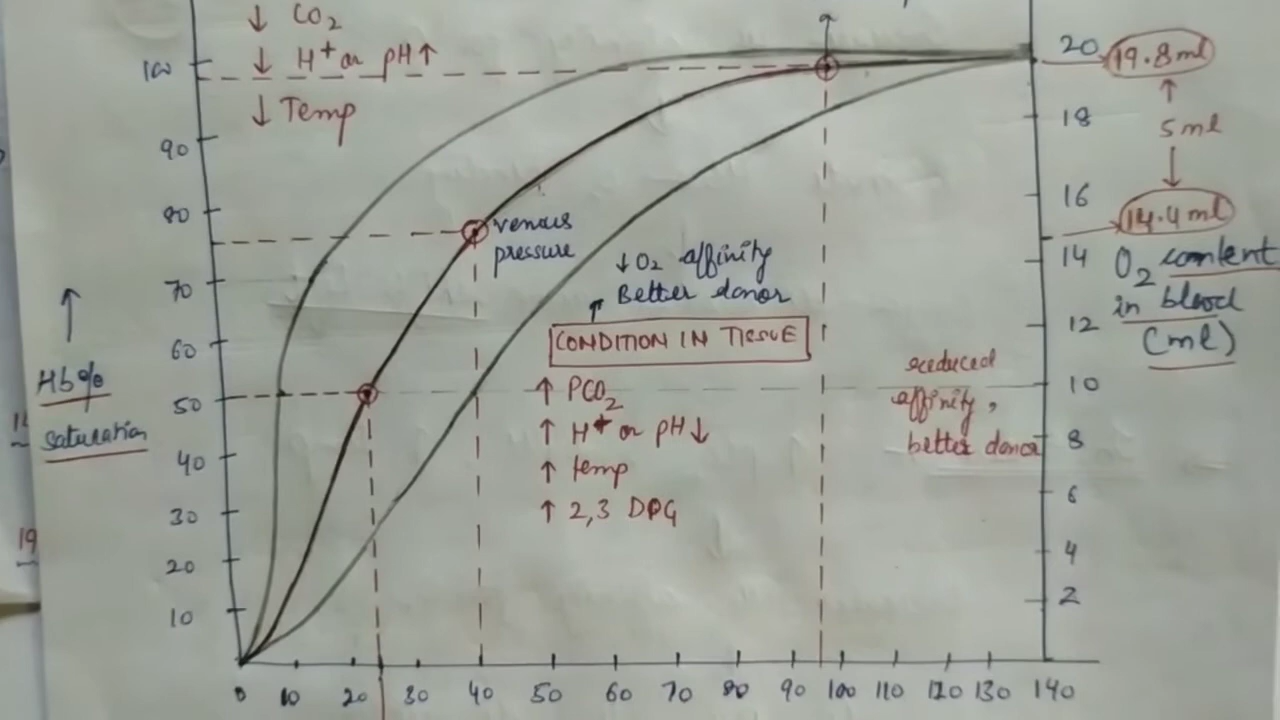 ↓ CO2
↓ H+ or pH↑
↓ Temp
100
90
80
70
60
50
40
30
20
10
↑
Hb%
saturation
venous
pressure
↓ O2 affinity
Better donor
CONDITION IN TISSUE
↑ PCO2
↑ H+ or pH↓
↑ temp
↑ 2,3 DPG
reduced
affinity,
better donor
20
18
16
14
12
10
8
6
4
2
19.8 ml
↑
5 ml
↓
14.4 ml
O2 content
in blood
(ml)
0 10 20 30 40 50 60 70 80 90 100 110 120 130 140
19